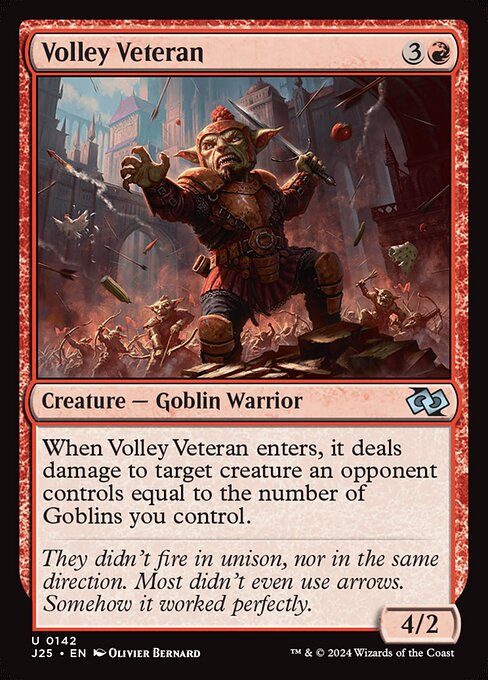 Volley Veteran 3
Creature — Goblin Warrior
When Volley Veteran enters, it deals
damage to target creature an opponent
controls equal to the number of
Goblins you control.
They didn't fire in unison, nor in the same
direction. Most didn't even use arrows.
Somehow it worked perfectly.
4/2
U 0142
J25 • EN OLIVIER BERNARD
™ & © 2024 Wizards of the Coast